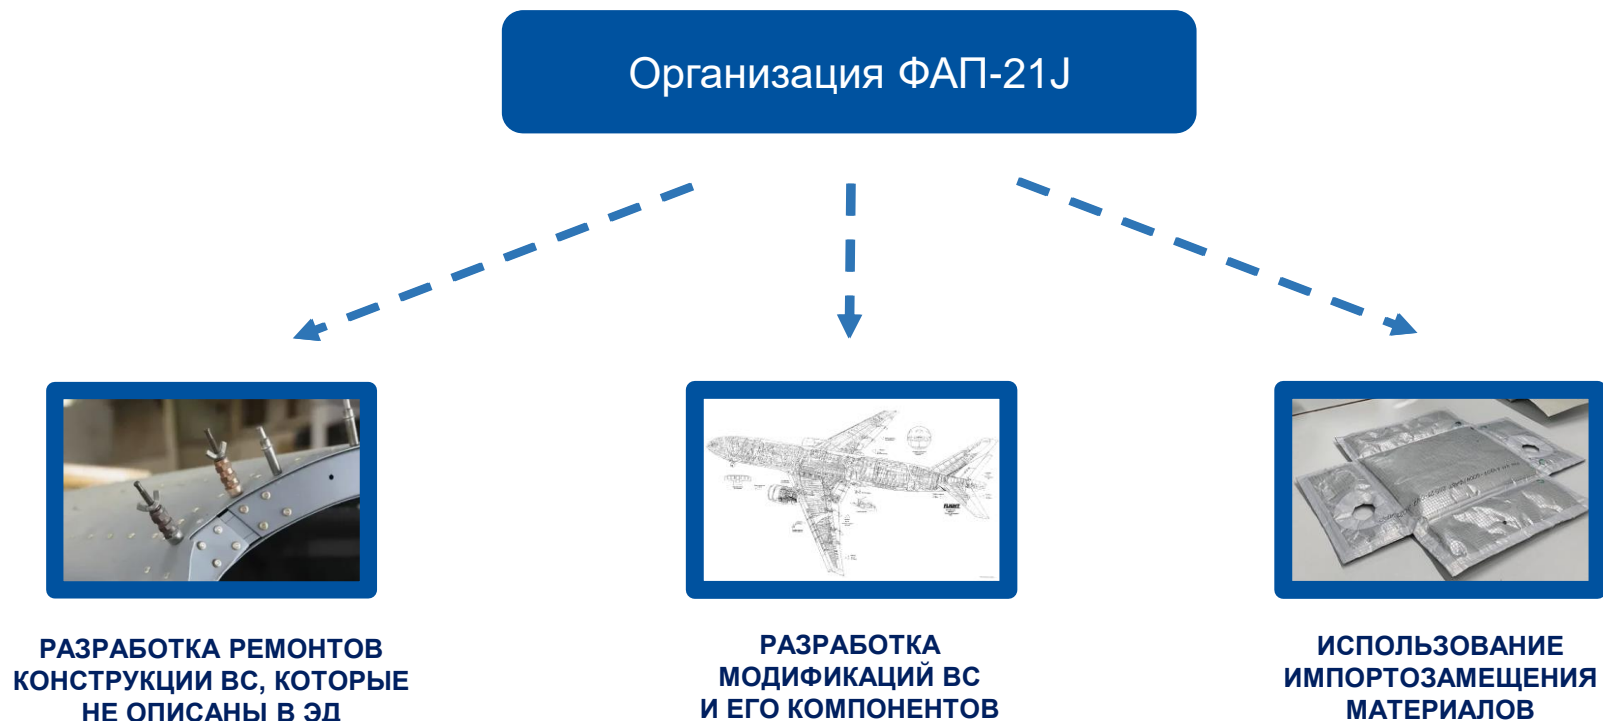 Организация ФАП-21J
РАЗРАБОТКА РЕМОНТОВ
КОНСТРУКЦИИ ВС, КОТОРЫЕ
НЕ ОПИСАНЫ В ЭД
РАЗРАБОТКА
МОДИФИКАЦИЙ ВС
И ЕГО КОМПОНЕНТОВ
ИСПОЛЬЗОВАНИЕ
ИМПОРТОЗАМЕЩЕНИЯ
МАТЕРИАЛОВ